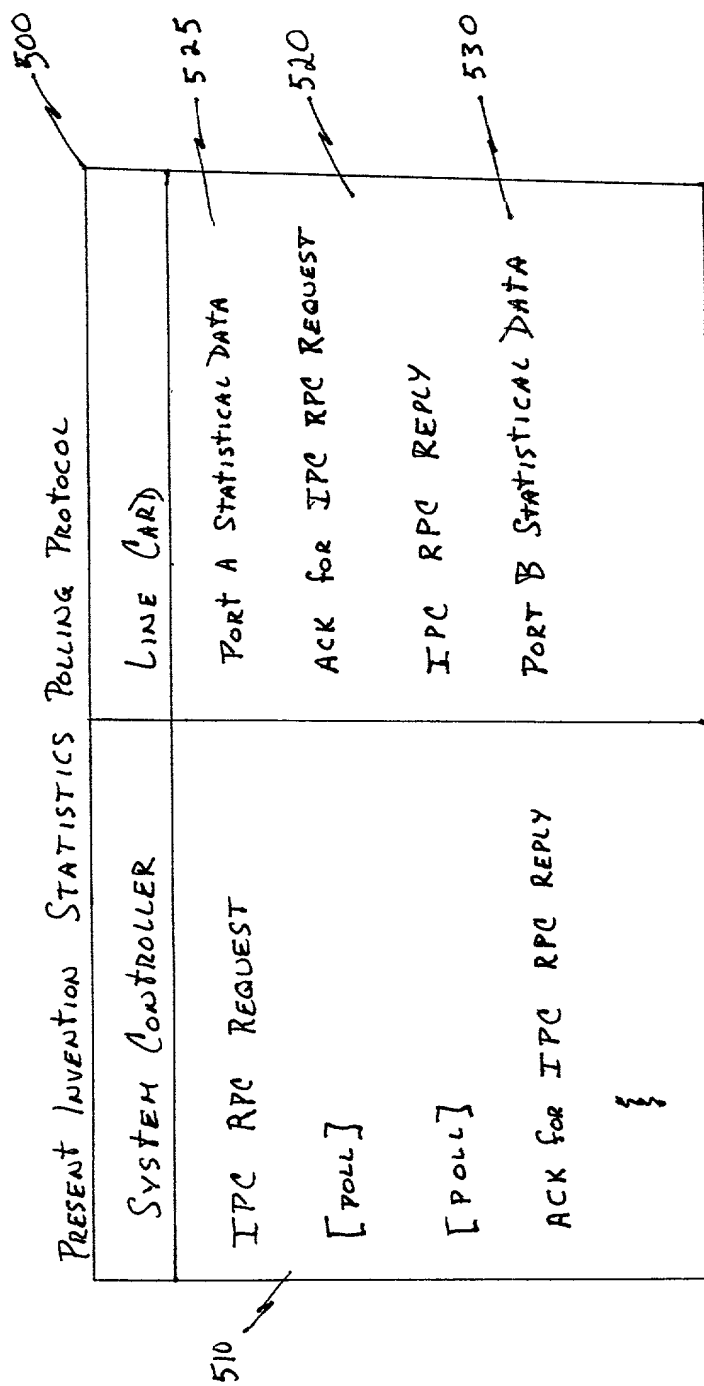 PRESENT INVENTION STATISTICS POLLING PROTOCOL
500
SYSTEM CONTROLLER LINE CARD
IPC RPC REQUEST PORT A STATISTICAL DATA
525
[POLL] ACK for IPC RPC REQUEST
520
[POLL] IPC RPC REPLY
ACK for IPC RPC REPLY PORT B STATISTICAL DATA
530
510